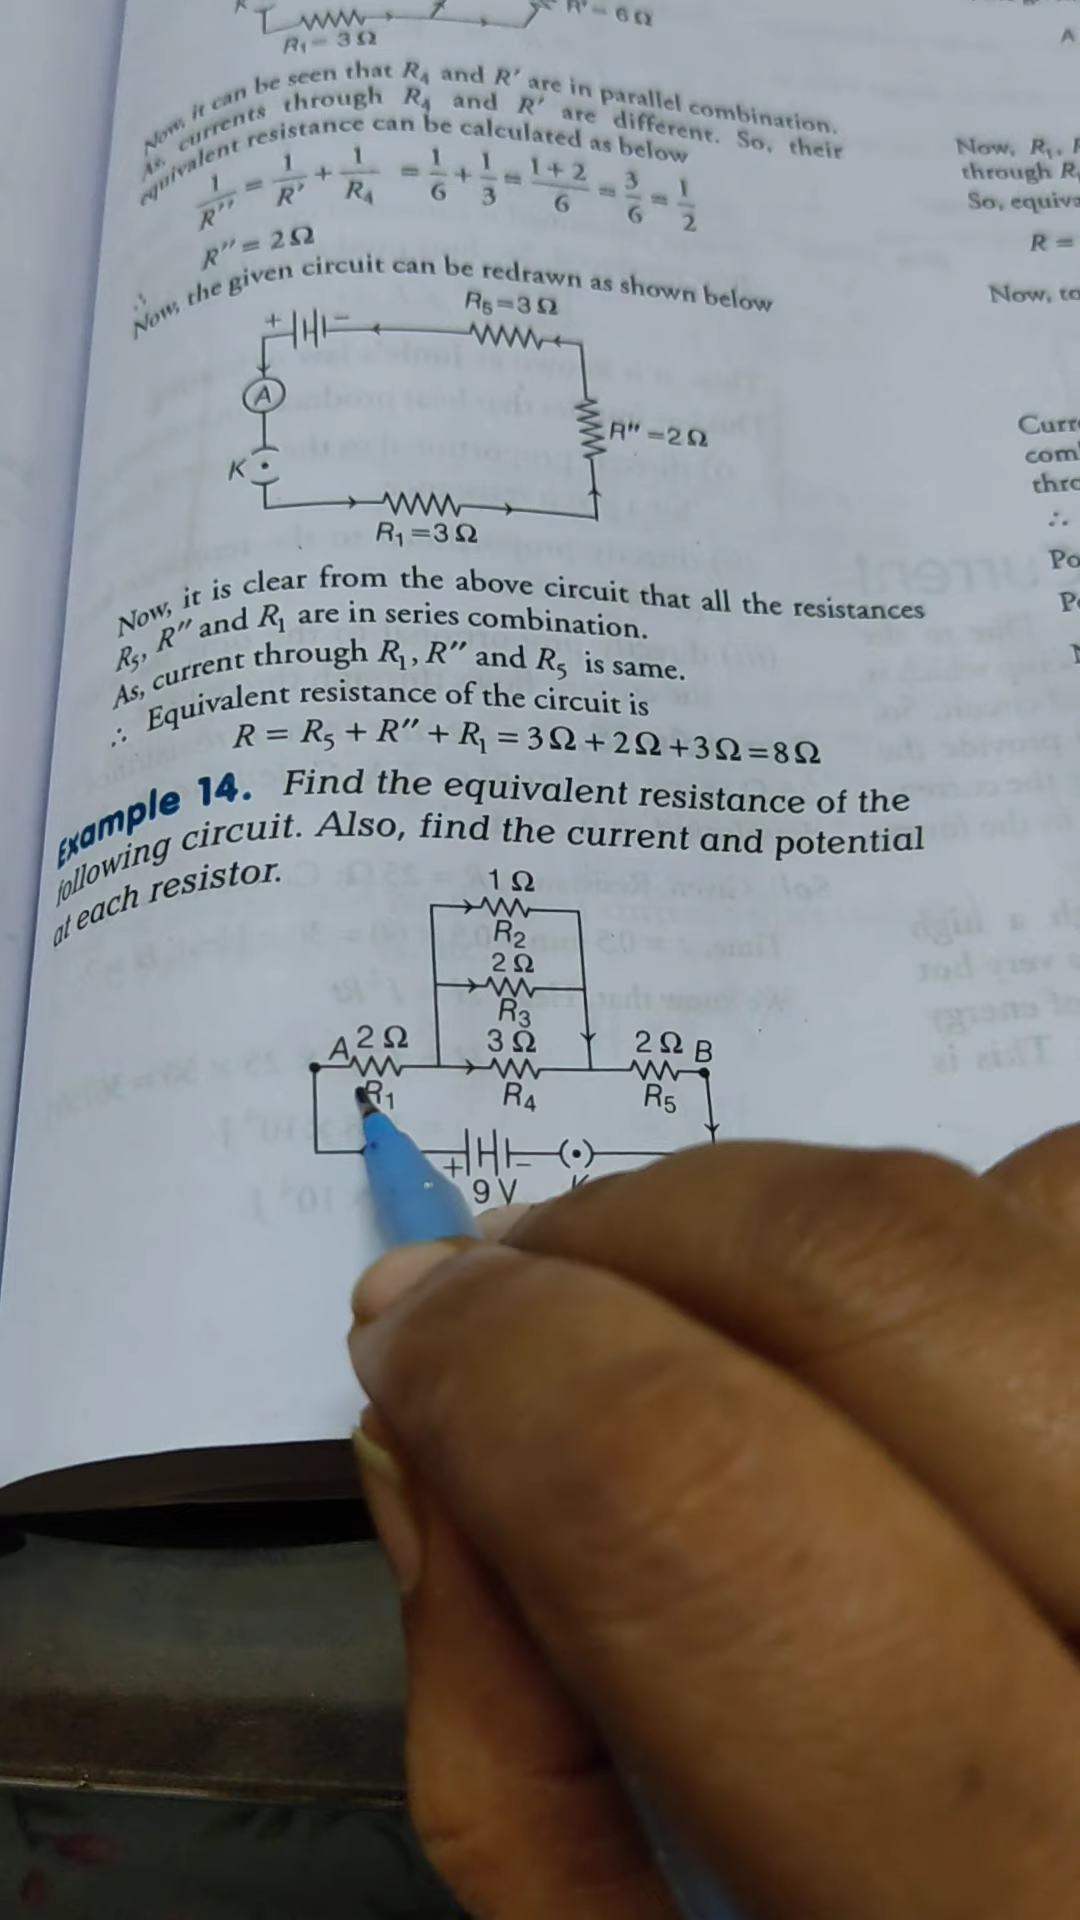 R₁ = 3 Ω
R' = 6 Ω
Now, it can be seen that R₄ and R' are in parallel combination.
As, currents through R₄ and R' are different. So, their
equivalent resistance can be calculated as below
1/R'' = 1/R' + 1/R₄ = 1/6 + 1/3 = (1+2)/6 = 3/6 = 1/2
∴ R'' = 2 Ω
Now, the given circuit can be redrawn as shown below
R₅=3 Ω
+ −
A
R'' = 2 Ω
K
R₁=3 Ω
Now, it is clear from the above circuit that all the resistances
R₅, R'' and R₁ are in series combination.
As, current through R₁, R'' and R₅ is same.
∴ Equivalent resistance of the circuit is
R = R₅ + R'' + R₁ = 3 Ω + 2 Ω + 3 Ω = 8 Ω
Example 14. Find the equivalent resistance of the
following circuit. Also, find the current and potential
at each resistor.
1 Ω
R₂
2 Ω
R₃
A 2 Ω 3 Ω 2 Ω B
R₁ R₄ R₅
+ −
9 V
A
Now, R₁,
through
So, equiva
R =
Now, to
Curr
com
thro
∴
Po